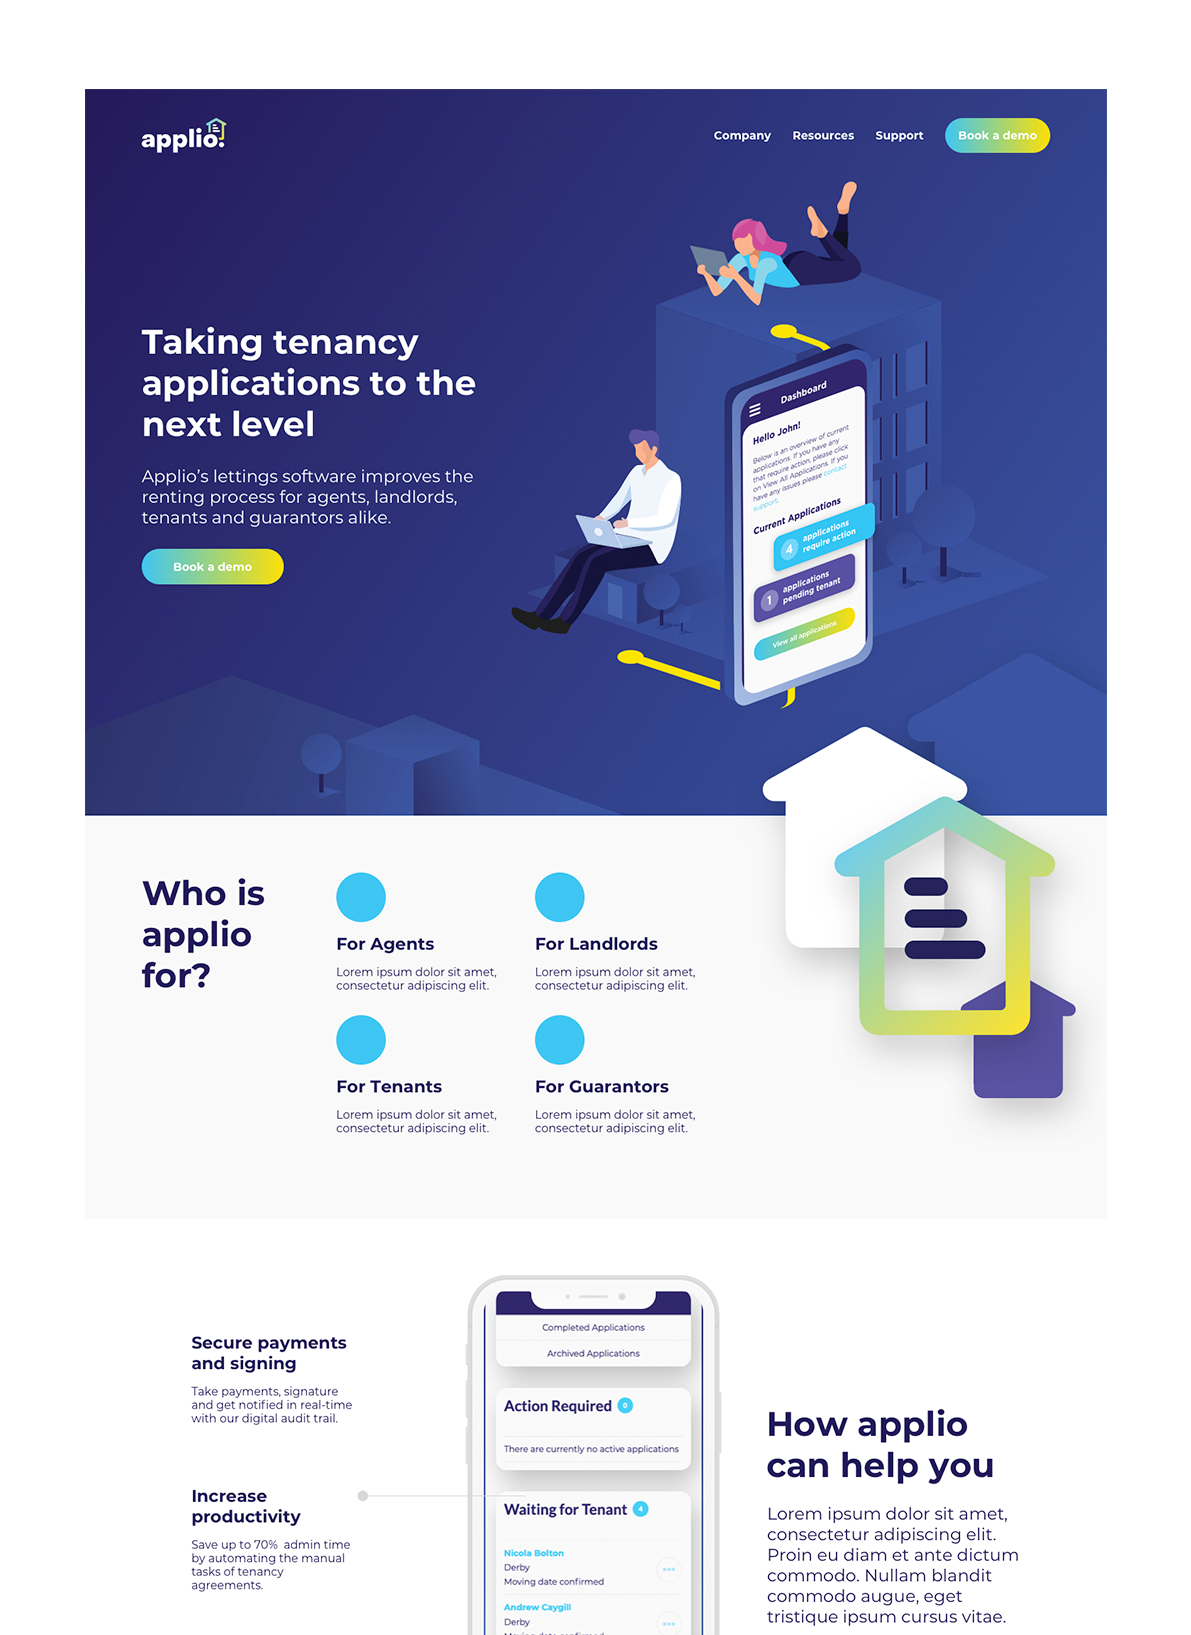 applio.
Company
Resources
Support
Book a demo
Taking tenancy
applications to the
next level
Applio’s lettings software improves the
renting process for agents, landlords,
tenants and guarantors alike.
Book a demo
Dashboard
Hello John!
Below is an overview of current
applications. If you have any
that require action, please click
on View All Applications. If you
have any issues please contact
support.
Current Applications
4
applications
require action
1
applications
pending tenant
View all applications
Who is
applio
for?
For Agents
Lorem ipsum dolor sit amet,
consectetur adipiscing elit.
For Landlords
Lorem ipsum dolor sit amet,
consectetur adipiscing elit.
For Tenants
Lorem ipsum dolor sit amet,
consectetur adipiscing elit.
For Guarantors
Lorem ipsum dolor sit amet,
consectetur adipiscing elit.
Secure payments
and signing
Take payments, signature
and get notified in real-time
with our digital audit trail.
Increase
productivity
Save up to 70% admin time
by automating the manual
tasks of tenancy
agreements.
Completed Applications
Archived Applications
Action Required 0
There are currently no active applications
Waiting for Tenant 4
Nicola Bolton
Derby
Moving date confirmed
Andrew Caygill
Derby
How applio
can help you
Lorem ipsum dolor sit amet,
consectetur adipiscing elit.
Proin eu diam et ante dictum
commodo. Nullam blandit
commodo augue, eget
tristique ipsum cursus vitae.